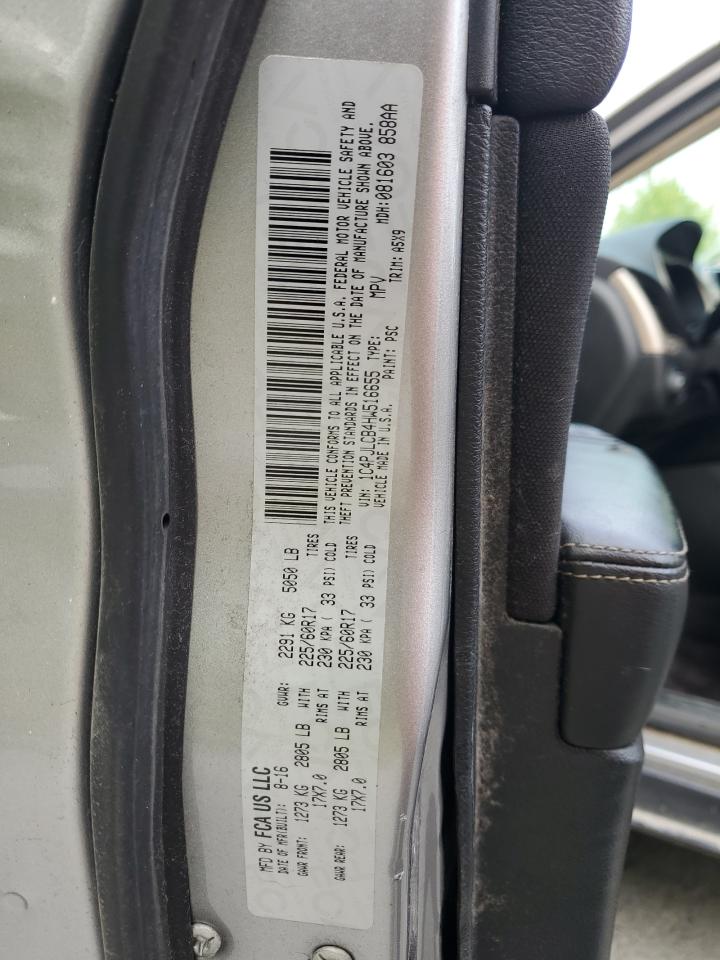 MFD BY FCA US LLC
DATE OF MFR(BUILT): 8-16 GVWR: 2291 KG 5050 LB
GAWR FRONT: 1273 KG 2805 LB WITH 225/60R17 TIRES
17X7.0 RIMS AT 230 KPA ( 33 PSI) COLD
GAWR REAR: 1273 KG 2805 LB WITH 225/60R17 TIRES
17X7.0 RIMS AT 230 KPA ( 33 PSI) COLD
THIS VEHICLE CONFORMS TO ALL APPLICABLE U.S.A. FEDERAL MOTOR VEHICLE SAFETY AND
THEFT PREVENTION STANDARDS IN EFFECT ON THE DATE OF MANUFACTURE SHOWN ABOVE.
VIN: 1C4PJLCB4HW516655 TYPE: MPV MDH:081603 858AA
VEHICLE MADE IN U.S.A. PAINT: PSC TRIM: A5X9